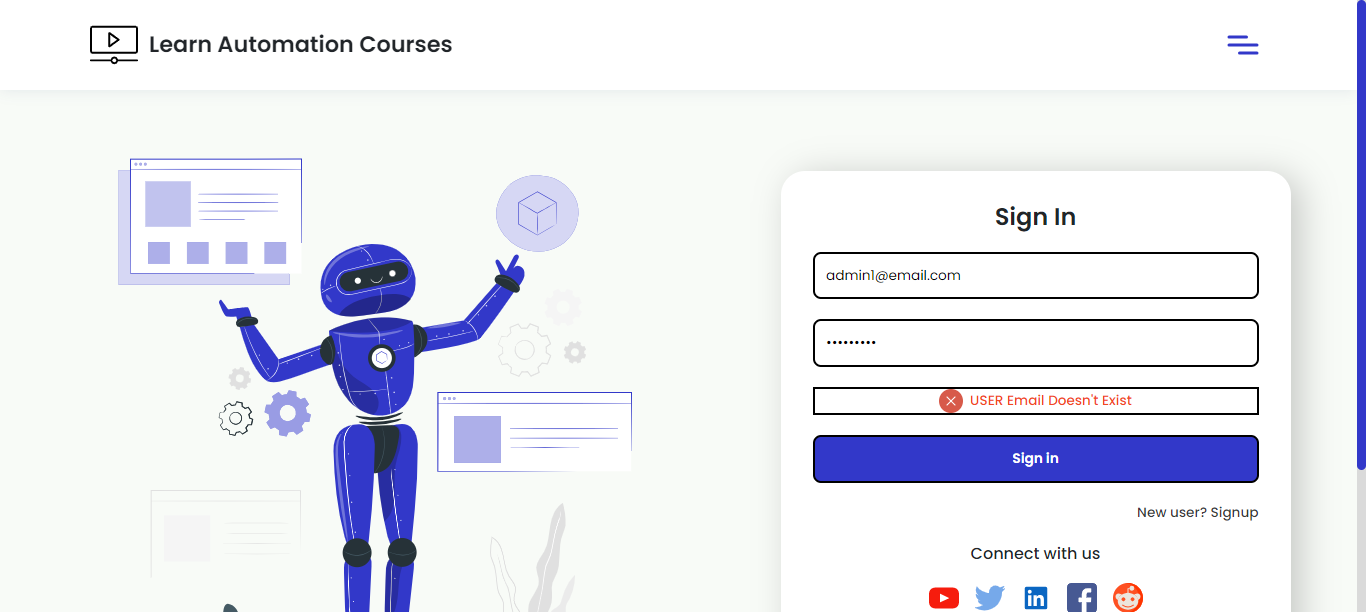 Learn Automation Courses
Sign In
admin1@email.com
•••••••••
USER Email Doesn't Exist
Sign in
New user? Signup
Connect with us